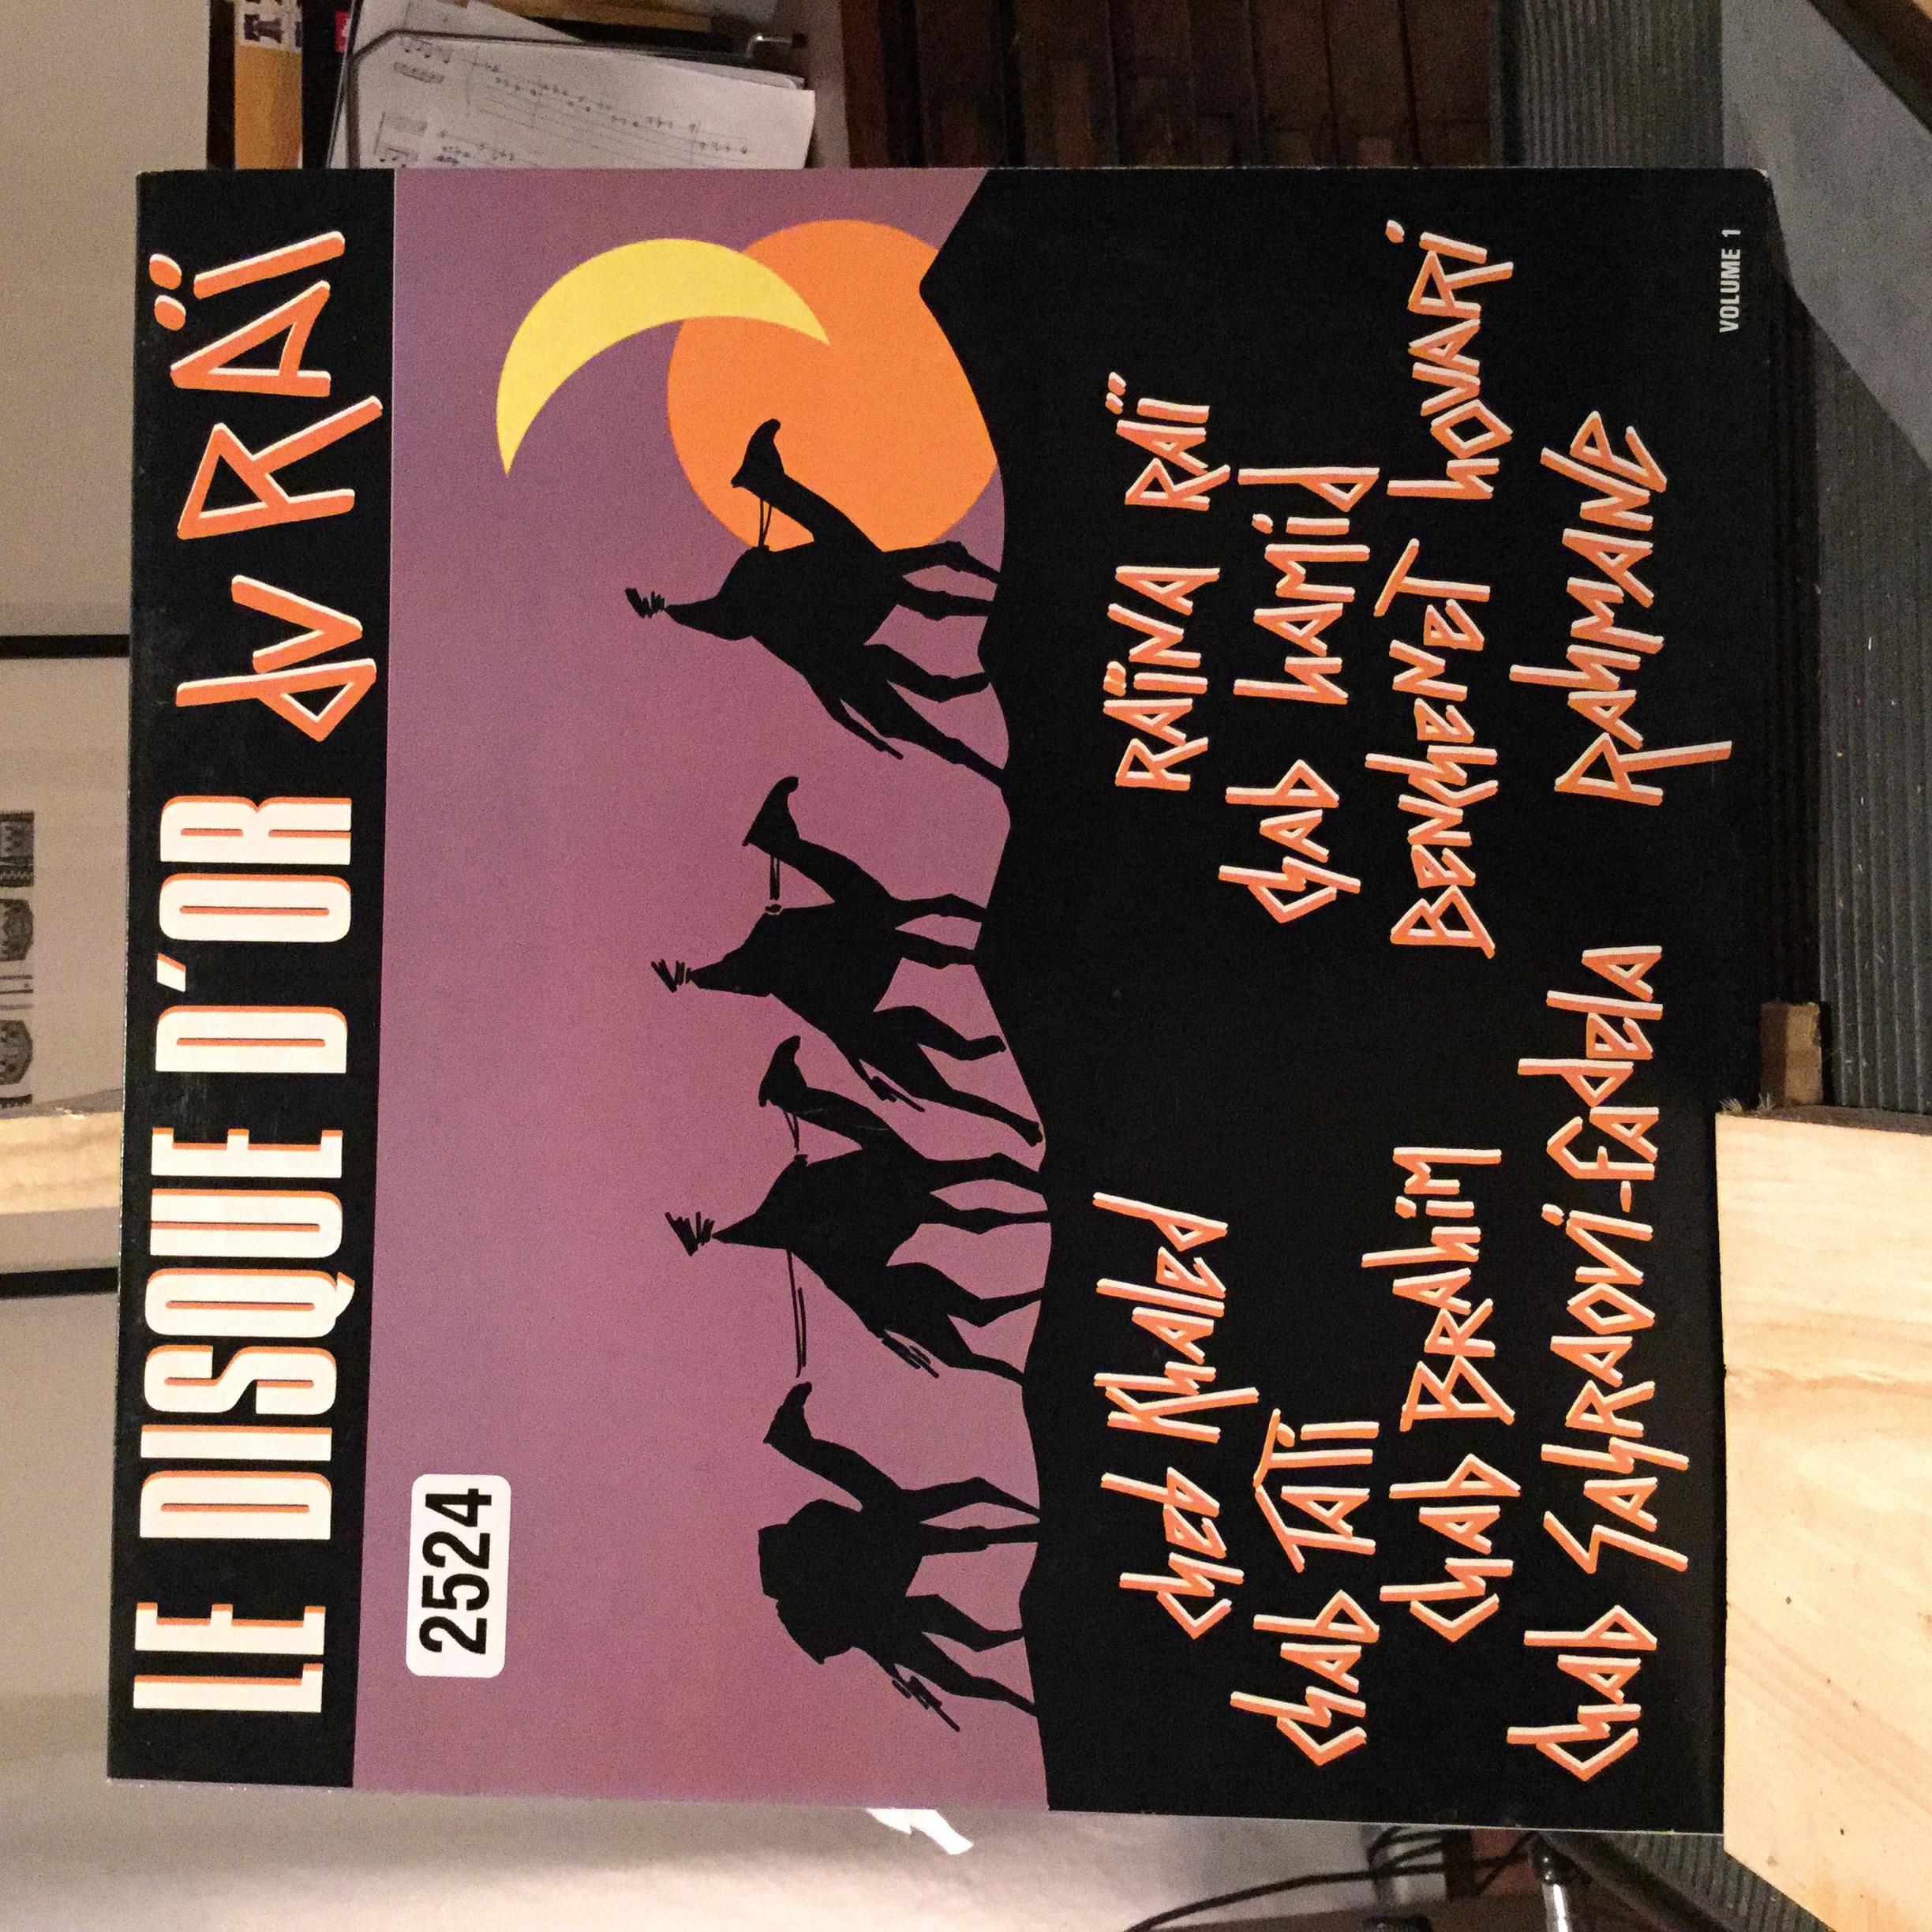 LE DISQUE D'OR du RAÏ
2524
Cheb Khaled
RAÏNA RAÏ
Chab TATi
Chab HAMid
Chab BRAhiM
BENCHENET HOUARi
Chab SAhRAOUi-FAdelA
RAhMANE
VOLUME 1